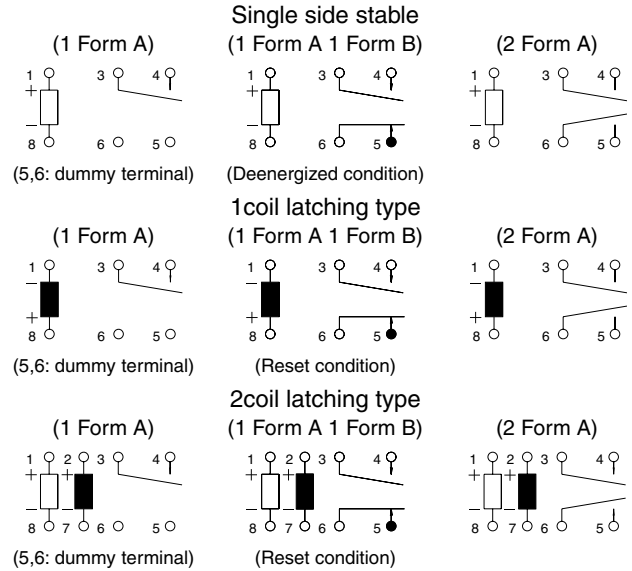 Single side stable
(1 Form A) (1 Form A 1 Form B) (2 Form A)
1 3 4 1 3 4 1 3 4
+ + +
– – –
8 6 5 8 6 5 8 6 5
(5,6: dummy terminal) (Deenergized condition)
1coil latching type
(1 Form A) (1 Form A 1 Form B) (2 Form A)
1 3 4 1 3 4 1 3 4
– – –
+ + +
8 6 5 8 6 5 8 6 5
(5,6: dummy terminal) (Reset condition)
2coil latching type
(1 Form A) (1 Form A 1 Form B) (2 Form A)
1 2 3 4 1 2 3 4 1 2 3 4
+ + + + + +
– – – – – –
8 7 6 5 8 7 6 5 8 7 6 5
(5,6: dummy terminal) (Reset condition)